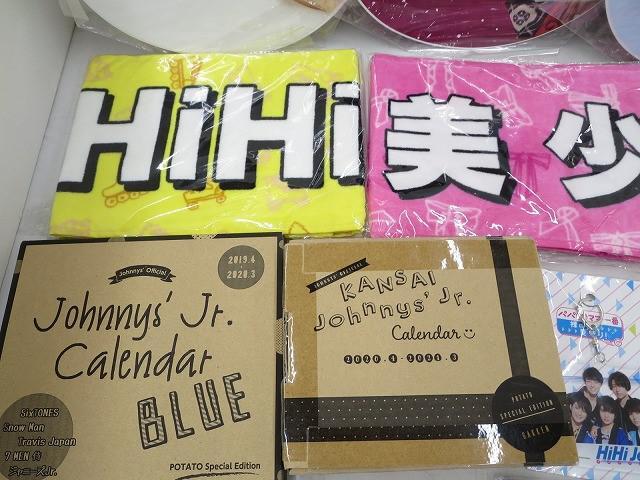 HiHi
美少
Johnnys' Official
2019.4
2020.3
Johnnys' Jr.
Calendar
BLUE
SixTONES
Snow Man
Travis Japan
7 MEN 侍
ジャニーズJr.
POTATO Special Edition
JOHNNYS' OFFICIAL
KANSAI
Johnnys' Jr.
Calendar
2020.4-2021.3
POTATO
SPECIAL EDITION
GAKKEN
HiHi Je